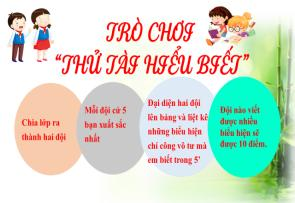 TRÒ CHƠI
“THỬ TÀI HIỂU BIẾT”
Chia lớp ra
thành hai đội
Mỗi đội cử 5
bạn xuất sắc
nhất
Đại diện hai đội
lên bảng và liệt kê
những biểu hiện
chí công vô tư mà
em biết trong 5'
Đội nào viết
được nhiều
biểu hiện sẽ
được 10 điểm.